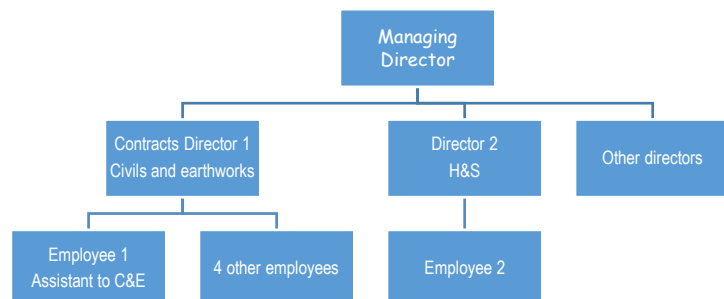 Managing
Director
Contracts Director 1
Civils and earthworks
Director 2
H&S
Other directors
Employee 1
Assistant to C&E
4 other employees
Employee 2